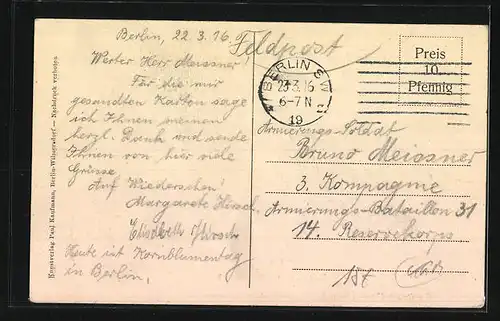 Berlin, 22.3.16
Werter Herr Meissner!
Für die mir
gesandten Karten sage
ich Ihnen meinen
herzl. Dank und sende
Ihnen von hier viele
Grüsse.
Auf Wiedersehen!
Margarete Hirsch.
Elisabeth Hirsch
Heute ist Kornblumentag
in Berlin.
Kunstverlag Paul Kaufmann, Berlin-Wilmersdorf — Nachdruck verboten.
Feldpost
BERLIN S.W.
23.3.16
6-7 N
19
Preis
10
Pfennig
Armierungs-Soldat
Bruno Meissner
3. Kompagnie
Armierungs-Bataillon 31
14. Reservekorps